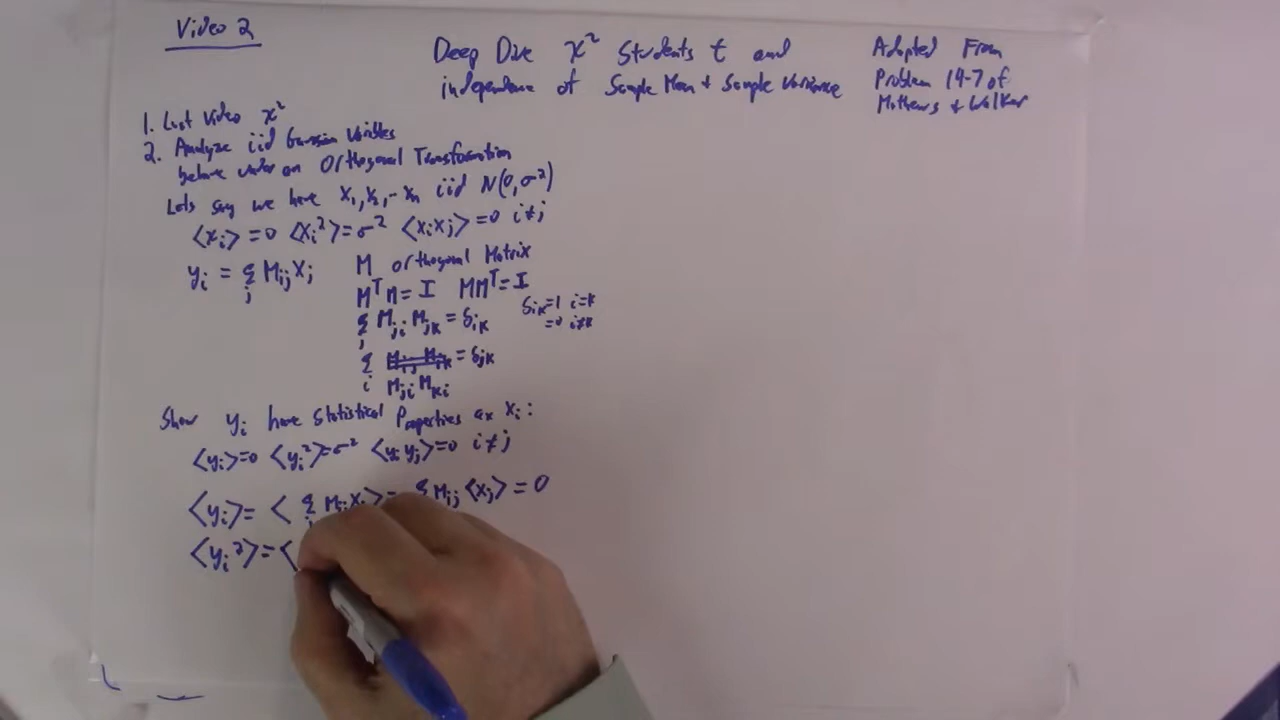 Video 2
Deep Dive χ² Students t and
independence of Sample Mean + Sample Variance
Adapted From
Problem 14-7 of
Mathews + Walker
1. Last Video χ²
2. Analyze iid Gaussian Variables
behave under an Orthogonal Transformation
Lets say we have x₁, x₂, -- xₙ iid N(0, σ²)
<xᵢ> = 0 <xᵢ²> = σ² <xᵢxⱼ> = 0 i≠j
yᵢ = Σⱼ Mᵢⱼ xⱼ M orthogonal Matrix
MᵀM = I MMᵀ = I
Σⱼ Mⱼᵢ Mⱼₖ = δᵢₖ δᵢₖ = 1 i=k
= 0 i≠k
Σᵢ = δⱼₖ
Mⱼᵢ Mₖᵢ
Show yᵢ have Statistical Properties as xᵢ:
<yᵢ> = 0 <yᵢ²> = σ² <yᵢ yⱼ> = 0 i≠j
<yᵢ> = < Σⱼ Mᵢⱼ xⱼ > = Σ Mᵢⱼ <xⱼ> = 0
<yᵢ²> = <